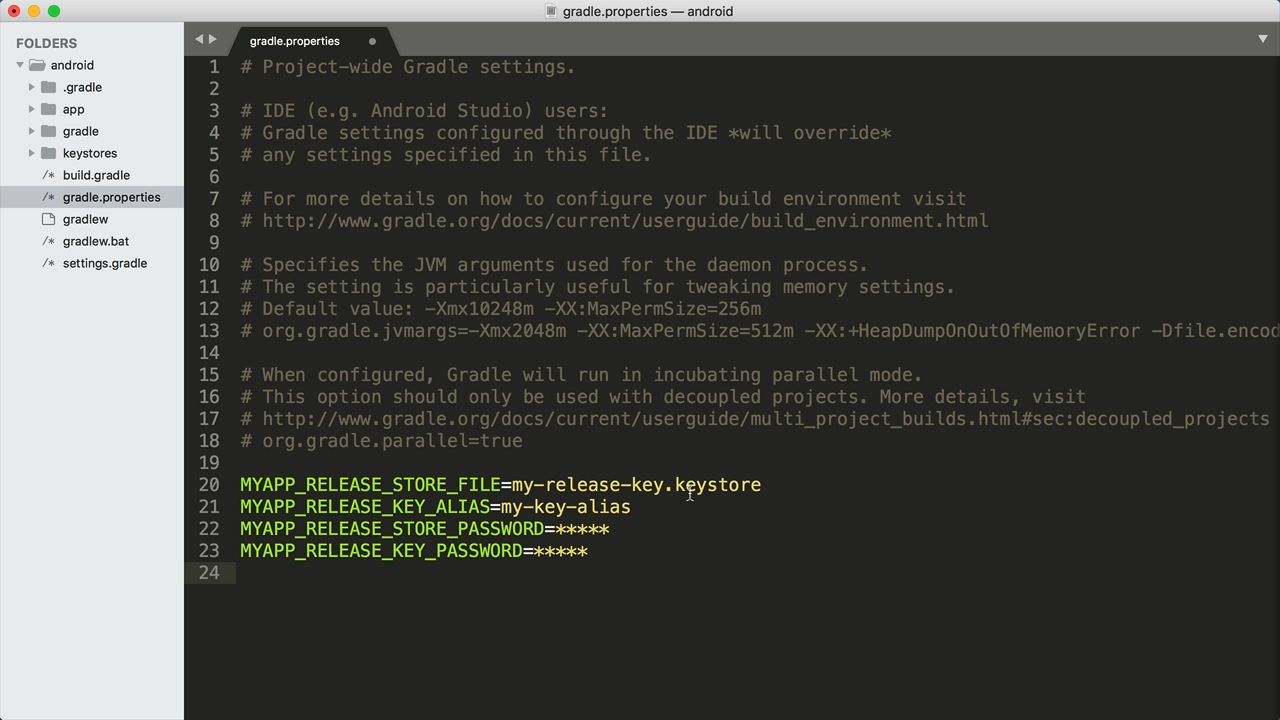 gradle.properties — android
FOLDERS
android
.gradle
app
gradle
keystores
build.gradle
gradle.properties
gradlew
gradlew.bat
settings.gradle
gradle.properties
1 # Project-wide Gradle settings.
2
3 # IDE (e.g. Android Studio) users:
4 # Gradle settings configured through the IDE *will override*
5 # any settings specified in this file.
6
7 # For more details on how to configure your build environment visit
8 # http://www.gradle.org/docs/current/userguide/build_environment.html
9
10 # Specifies the JVM arguments used for the daemon process.
11 # The setting is particularly useful for tweaking memory settings.
12 # Default value: -Xmx10248m -XX:MaxPermSize=256m
13 # org.gradle.jvmargs=-Xmx2048m -XX:MaxPermSize=512m -XX:+HeapDumpOnOutOfMemoryError -Dfile.encod
14
15 # When configured, Gradle will run in incubating parallel mode.
16 # This option should only be used with decoupled projects. More details, visit
17 # http://www.gradle.org/docs/current/userguide/multi_project_builds.html#sec:decoupled_projects
18 # org.gradle.parallel=true
19
20 MYAPP_RELEASE_STORE_FILE=my-release-key.keystore
21 MYAPP_RELEASE_KEY_ALIAS=my-key-alias
22 MYAPP_RELEASE_STORE_PASSWORD=*****
23 MYAPP_RELEASE_KEY_PASSWORD=*****
24